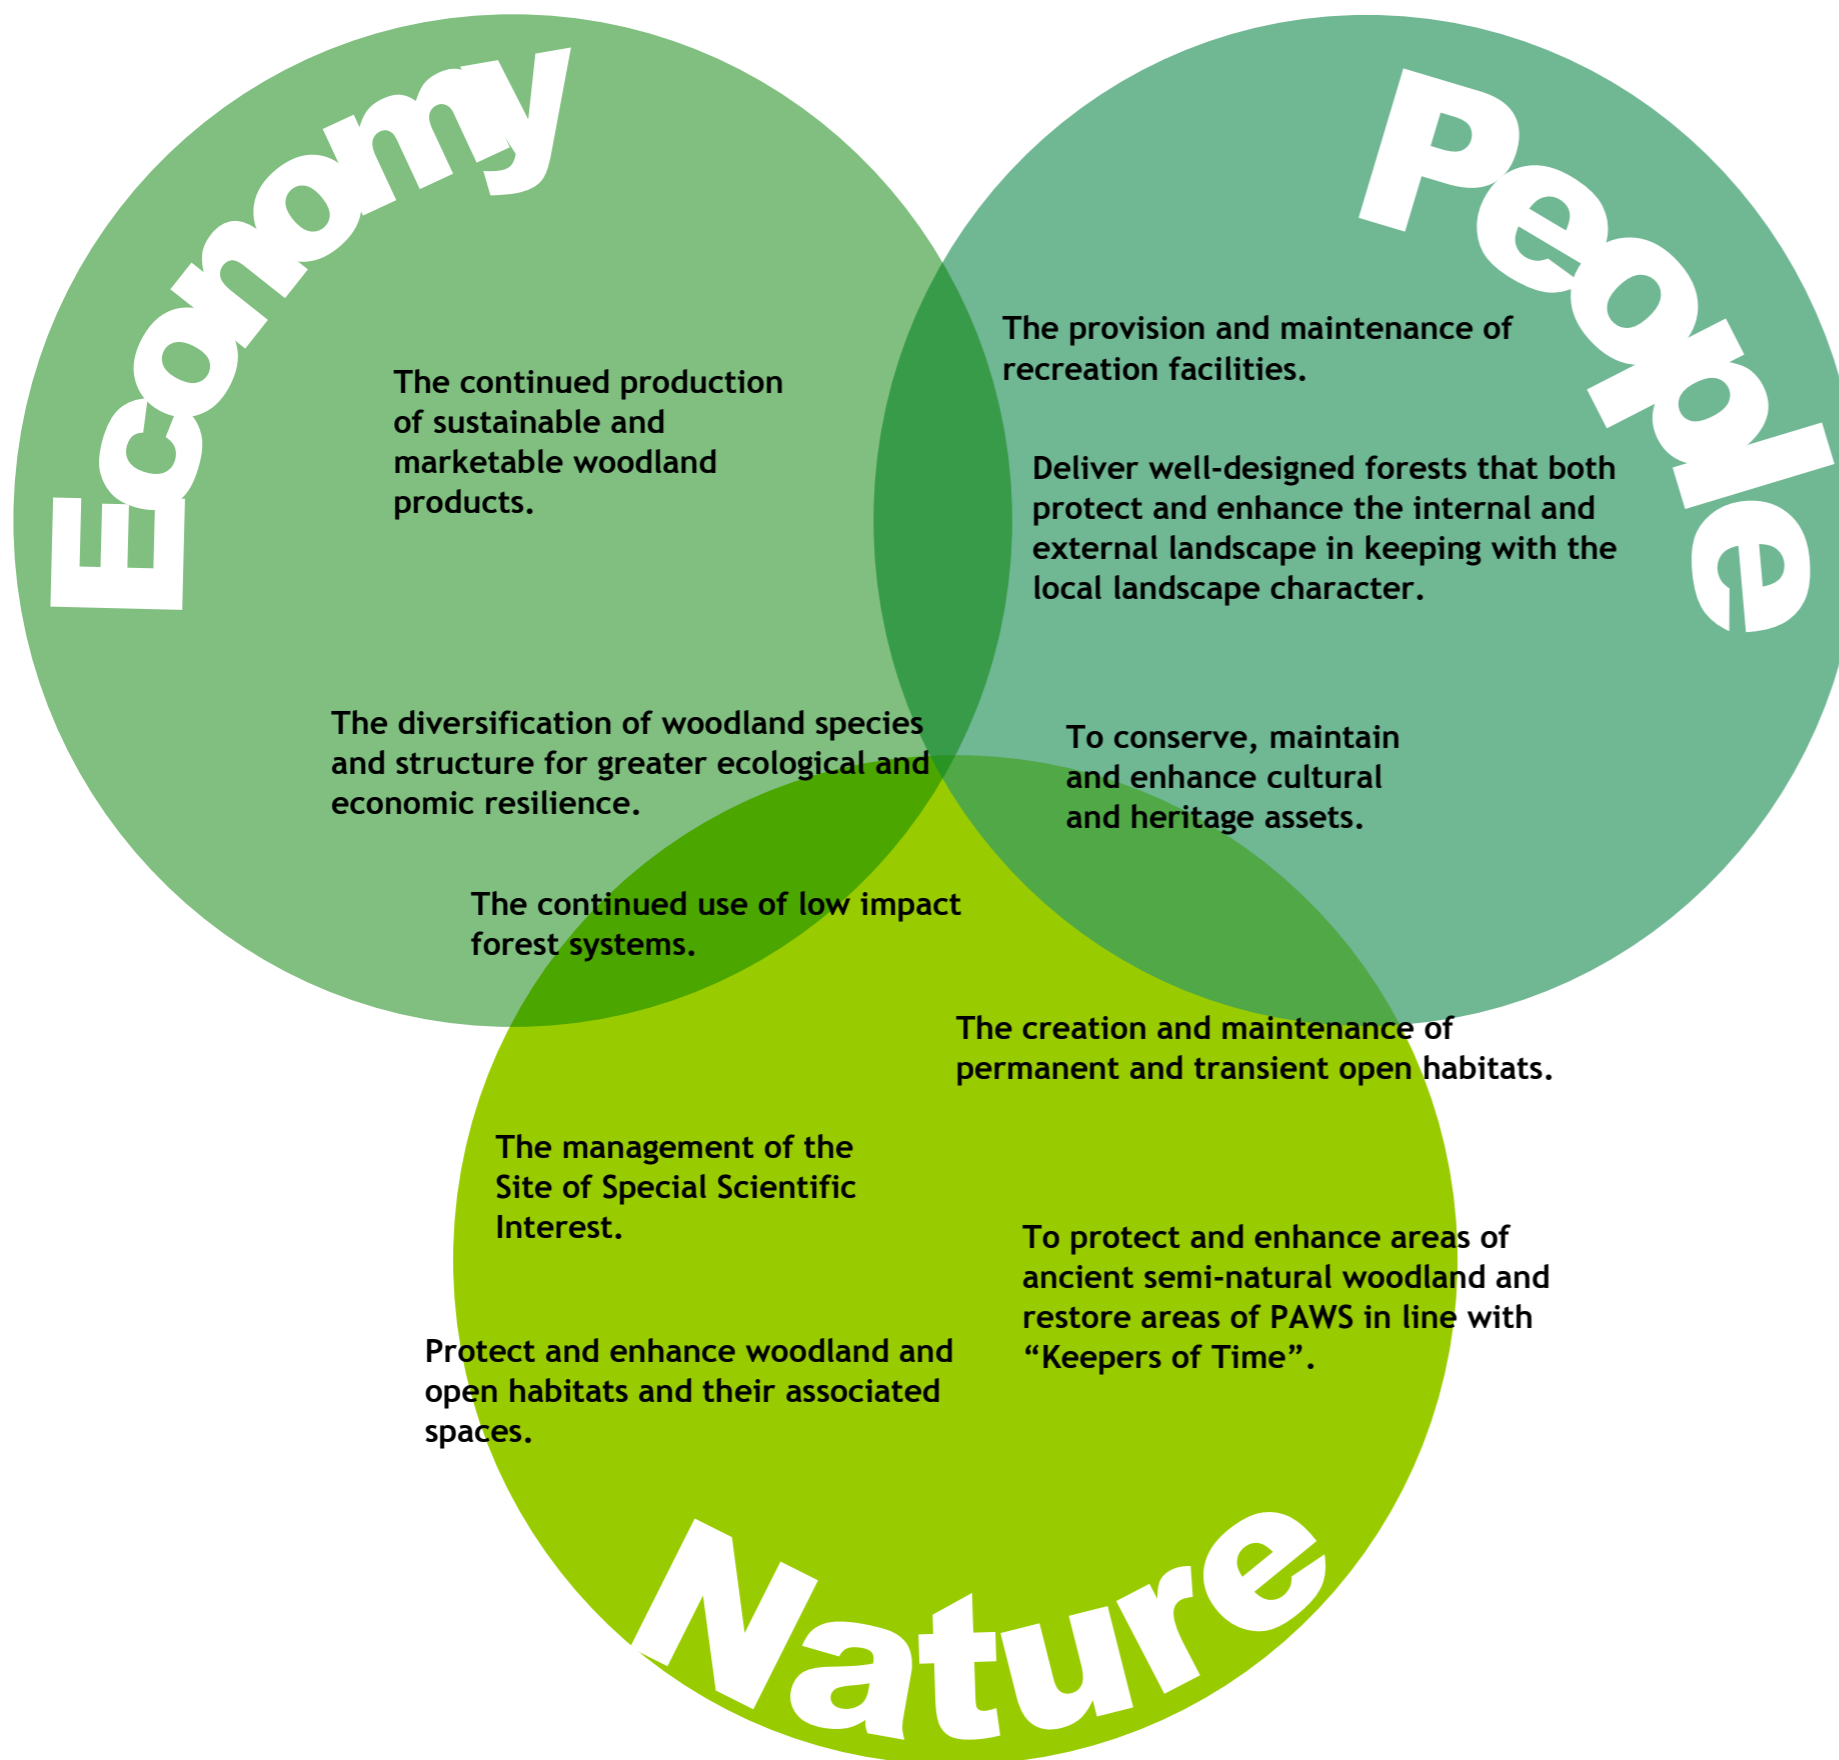 Economy
The continued production
of sustainable and
marketable woodland
products.
The diversification of woodland species
and structure for greater ecological and
economic resilience.
The continued use of low impact
forest systems.
People
The provision and maintenance of
recreation facilities.
Deliver well-designed forests that both
protect and enhance the internal and
external landscape in keeping with the
local landscape character.
To conserve, maintain
and enhance cultural
and heritage assets.
The creation and maintenance of
permanent and transient open habitats.
The management of the
Site of Special Scientific
Interest.
To protect and enhance areas of
ancient semi-natural woodland and
restore areas of PAWS in line with
“Keepers of Time”.
Protect and enhance woodland and
open habitats and their associated
spaces.
Nature